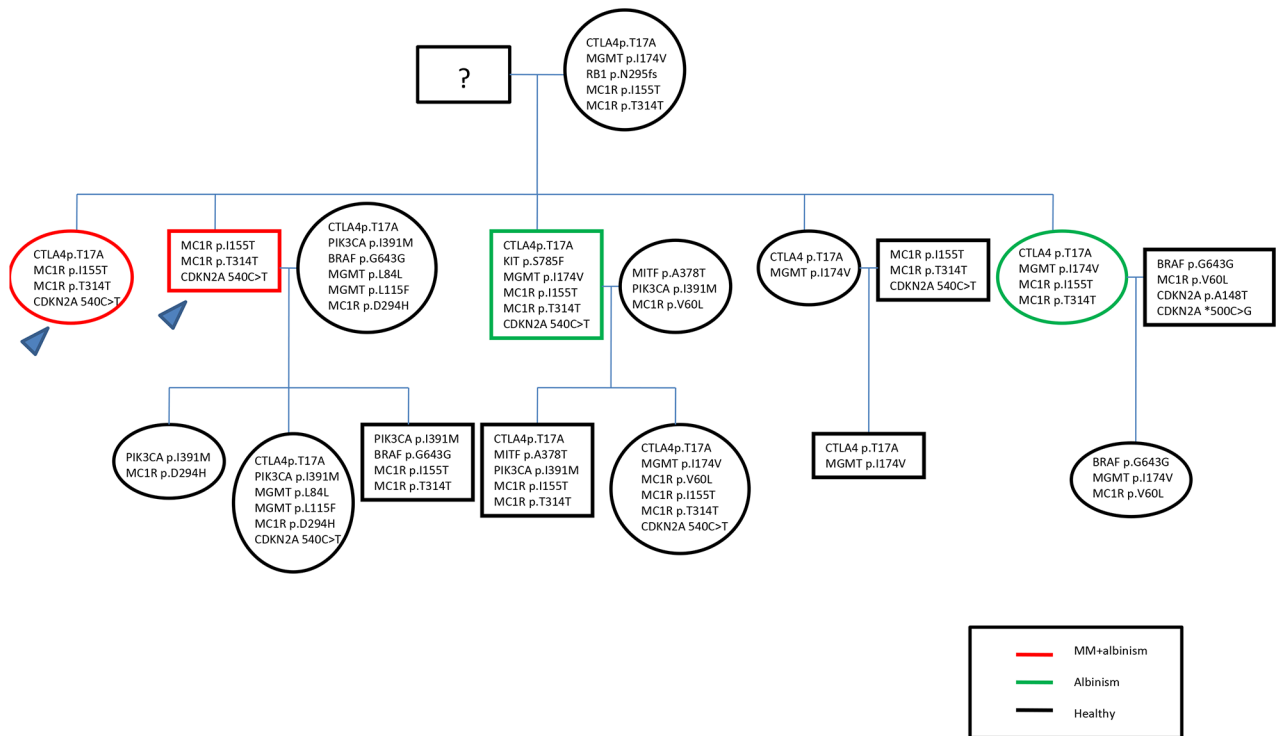 ?
CTLA4p.T17A
MGMT p.I174V
RB1 p.N295fs
MC1R p.I155T
MC1R p.T314T
CTLA4p.T17A
MC1R p.I155T
MC1R p.T314T
CDKN2A 540C>T
MC1R p.I155T
MC1R p.T314T
CDKN2A 540C>T
CTLA4p.T17A
PIK3CA p.I391M
BRAF p.G643G
MGMT p.L84L
MGMT p.L115F
MC1R p.D294H
CTLA4p.T17A
KIT p.S785F
MGMT p.I174V
MC1R p.I155T
MC1R p.T314T
CDKN2A 540C>T
MITF p.A378T
PIK3CA p.I391M
MC1R p.V60L
CTLA4 p.T17A
MGMT p.I174V
MC1R p.I155T
MC1R p.T314T
CDKN2A 540C>T
CTLA4 p.T17A
MGMT p.I174V
MC1R p.I155T
MC1R p.T314T
BRAF p.G643G
MC1R p.V60L
CDKN2A p.A148T
CDKN2A *500C>G
PIK3CA p.I391M
MC1R p.D294H
CTLA4p.T17A
PIK3CA p.I391M
MGMT p.L84L
MGMT p.L115F
MC1R p.D294H
CDKN2A 540C>T
PIK3CA p.I391M
BRAF p.G643G
MC1R p.I155T
MC1R p.T314T
CTLA4p.T17A
MITF p.A378T
PIK3CA p.I391M
MC1R p.I155T
MC1R p.T314T
CTLA4p.T17A
MGMT p.I174V
MC1R p.V60L
MC1R p.I155T
MC1R p.T314T
CDKN2A 540C>T
CTLA4 p.T17A
MGMT p.I174V
BRAF p.G643G
MGMT p.I174V
MC1R p.V60L
MM+albinism
Albinism
Healthy